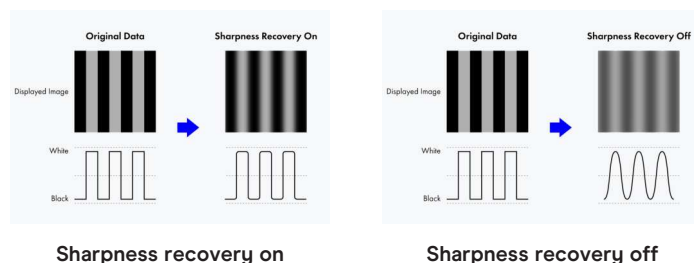 Original Data
Sharpness Recovery On
Displayed Image
White
Black
Sharpness recovery on
Original Data
Sharpness Recovery Off
Displayed Image
White
Black
Sharpness recovery off